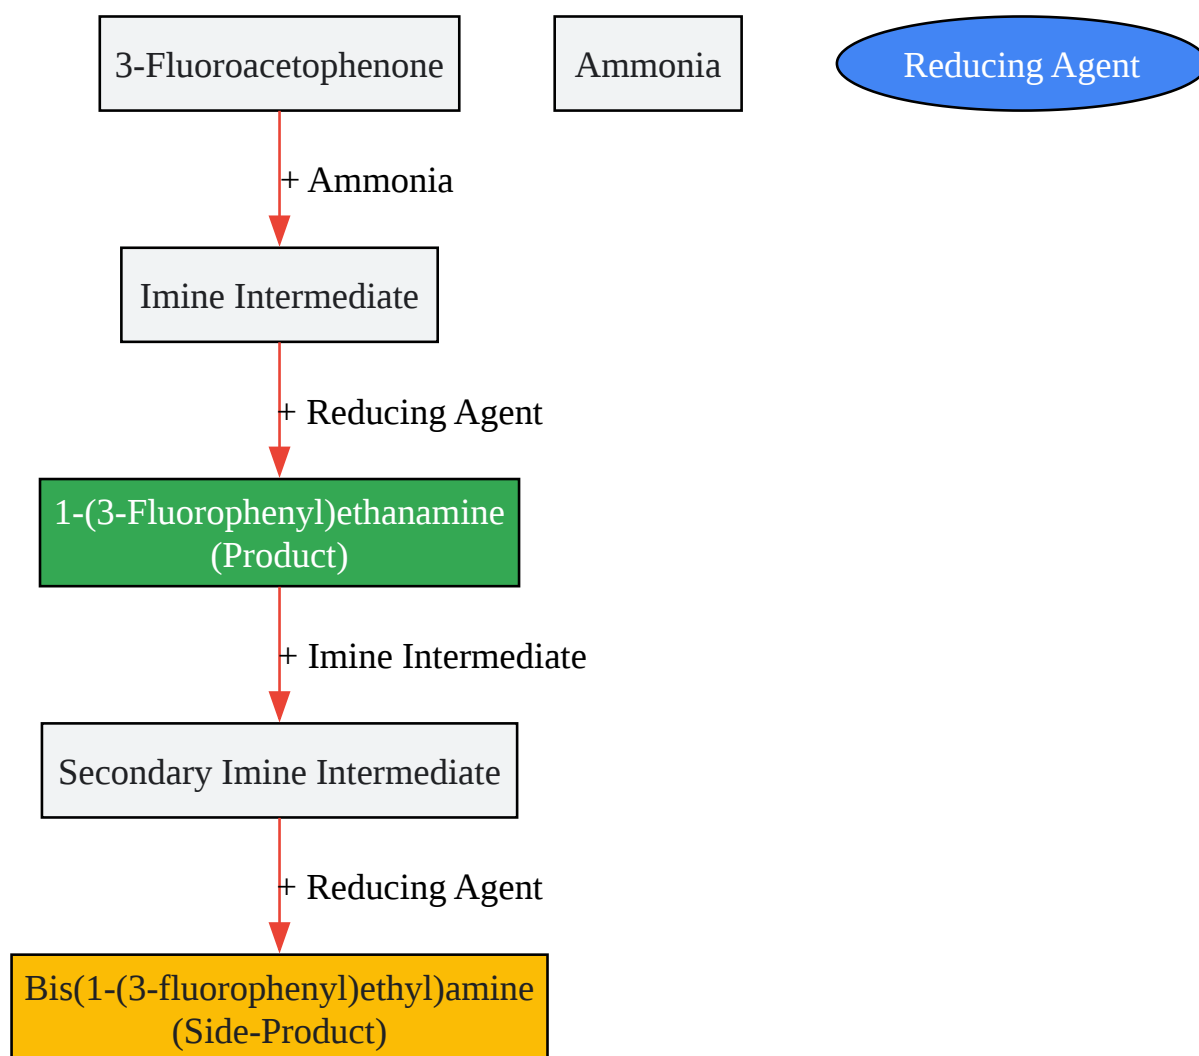 3-Fluoroacetophenone
Ammonia
Reducing Agent
+ Ammonia
Imine Intermediate
+ Reducing Agent
1-(3-Fluorophenyl)ethanamine
(Product)
+ Imine Intermediate
Secondary Imine Intermediate
+ Reducing Agent
Bis(1-(3-fluorophenyl)ethyl)amine
(Side-Product)